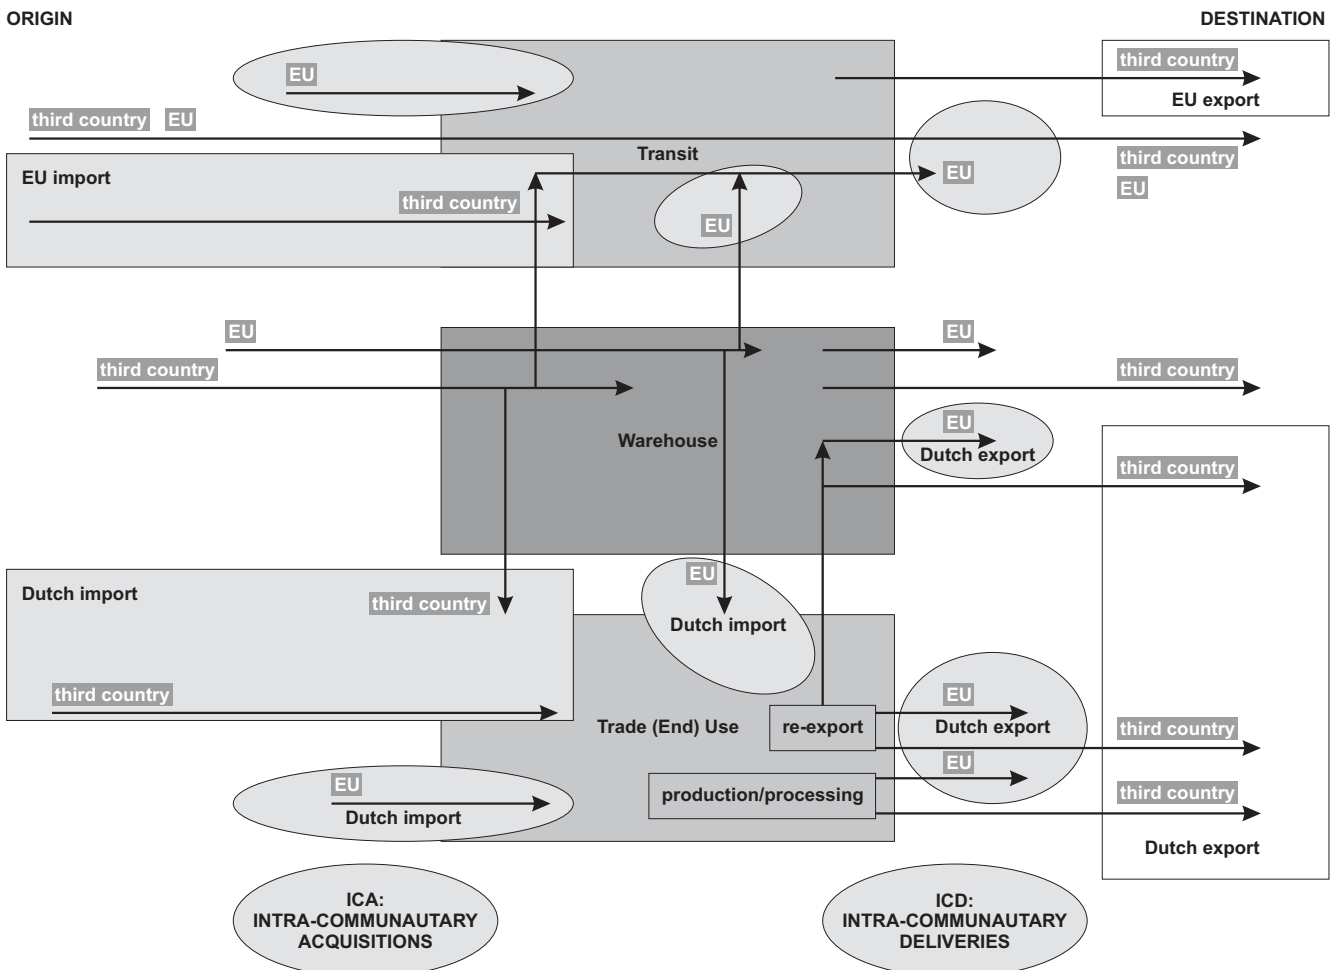 ORIGIN
DESTINATION
EU
third country
EU export
third country EU
Transit
third country
EU
EU
EU import
third country
EU
EU
EU
third country
third country
Warehouse
EU
Dutch export
third country
Dutch import
third country
EU
Dutch import
third country
Trade (End) Use
re-export
EU
Dutch export
third country
EU
EU
Dutch import
production/processing
third country
Dutch export
ICA:
INTRA-COMMUNAUTARY
ACQUISITIONS
ICD:
INTRA-COMMUNAUTARY
DELIVERIES